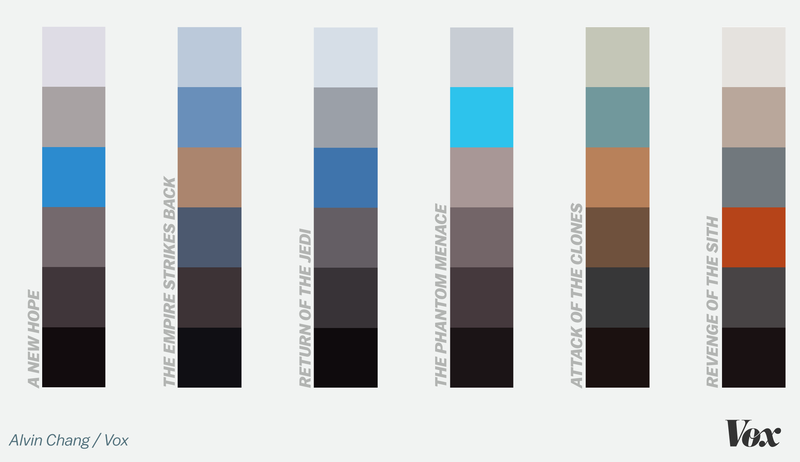 A NEW HOPE
THE EMPIRE STRIKES BACK
RETURN OF THE JEDI
THE PHANTOM MENACE
ATTACK OF THE CLONES
REVENGE OF THE SITH
Alvin Chang / Vox
Vox